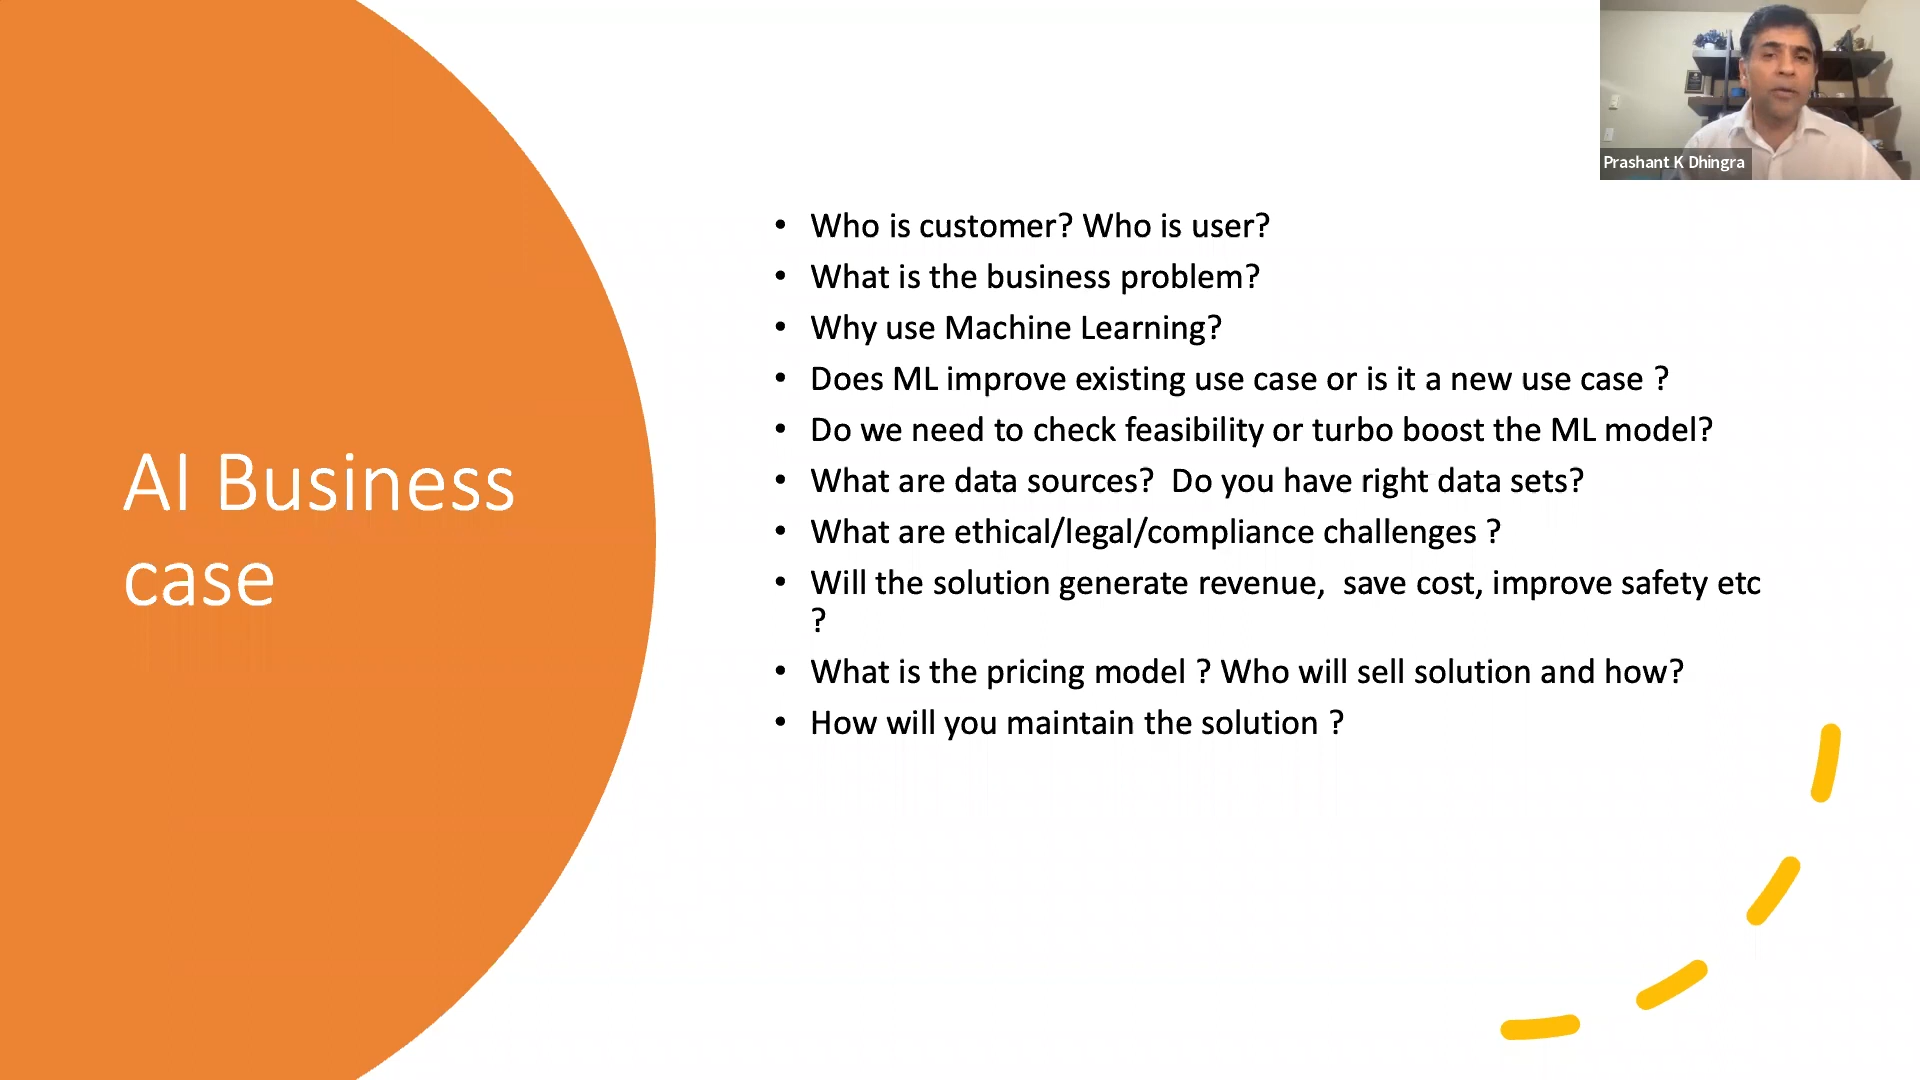 AI Business
case
• Who is customer? Who is user?
• What is the business problem?
• Why use Machine Learning?
• Does ML improve existing use case or is it a new use case ?
• Do we need to check feasibility or turbo boost the ML model?
• What are data sources?  Do you have right data sets?
• What are ethical/legal/compliance challenges ?
• Will the solution generate revenue,  save cost, improve safety etc
?
• What is the pricing model ? Who will sell solution and how?
• How will you maintain the solution ?
Prashant K Dhingra